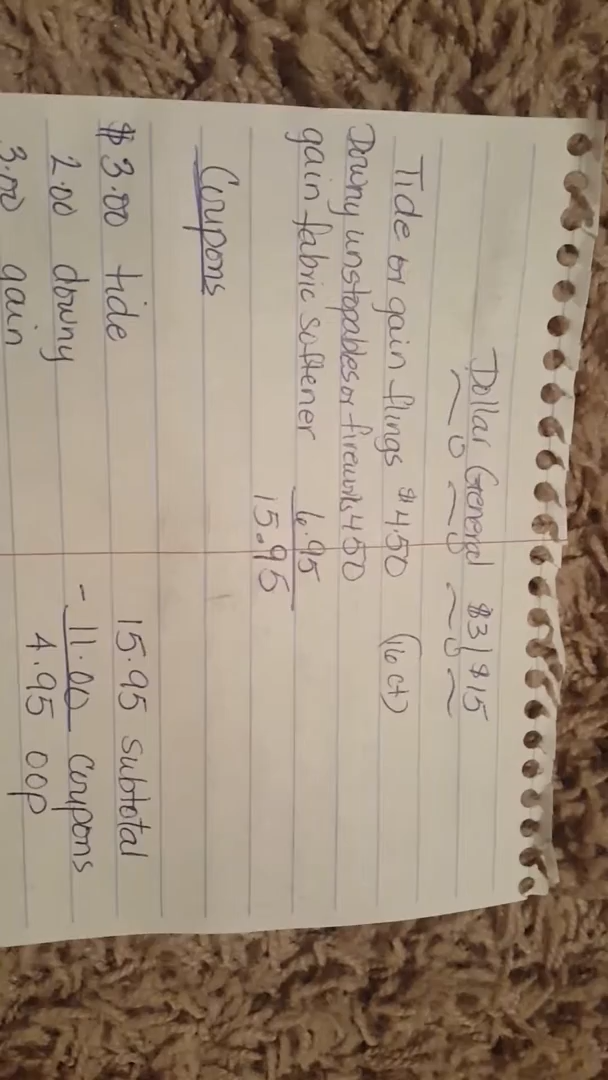 Dollar General $3|$15
Tide or gain flings $4.50 (16 ct)
Downy unstopables or fireworks 4.50
gain fabric softener 6.95
15.95
Coupons
$3.00 tide 15.95 subtotal
2.00 downy - 11.00 coupons
3.00 gain 4.95 OOP